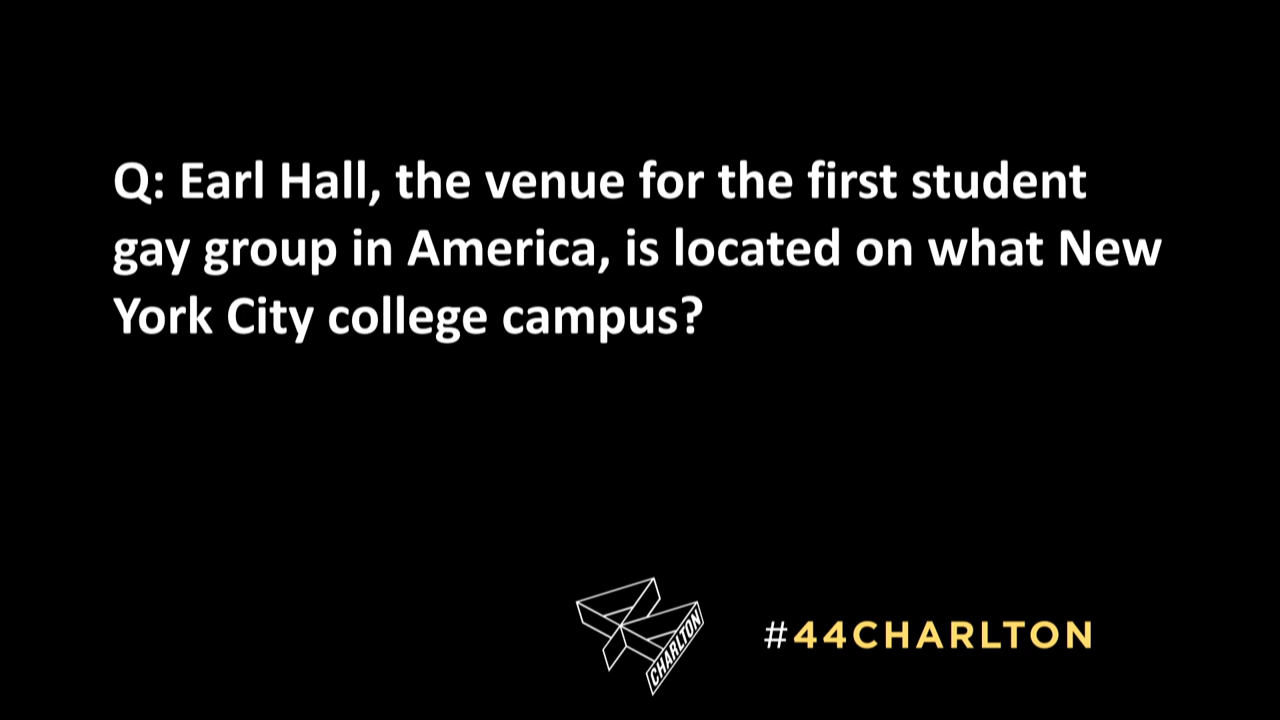 Q: Earl Hall, the venue for the first student
gay group in America, is located on what New
York City college campus?
CHARLTON
#44CHARLTON